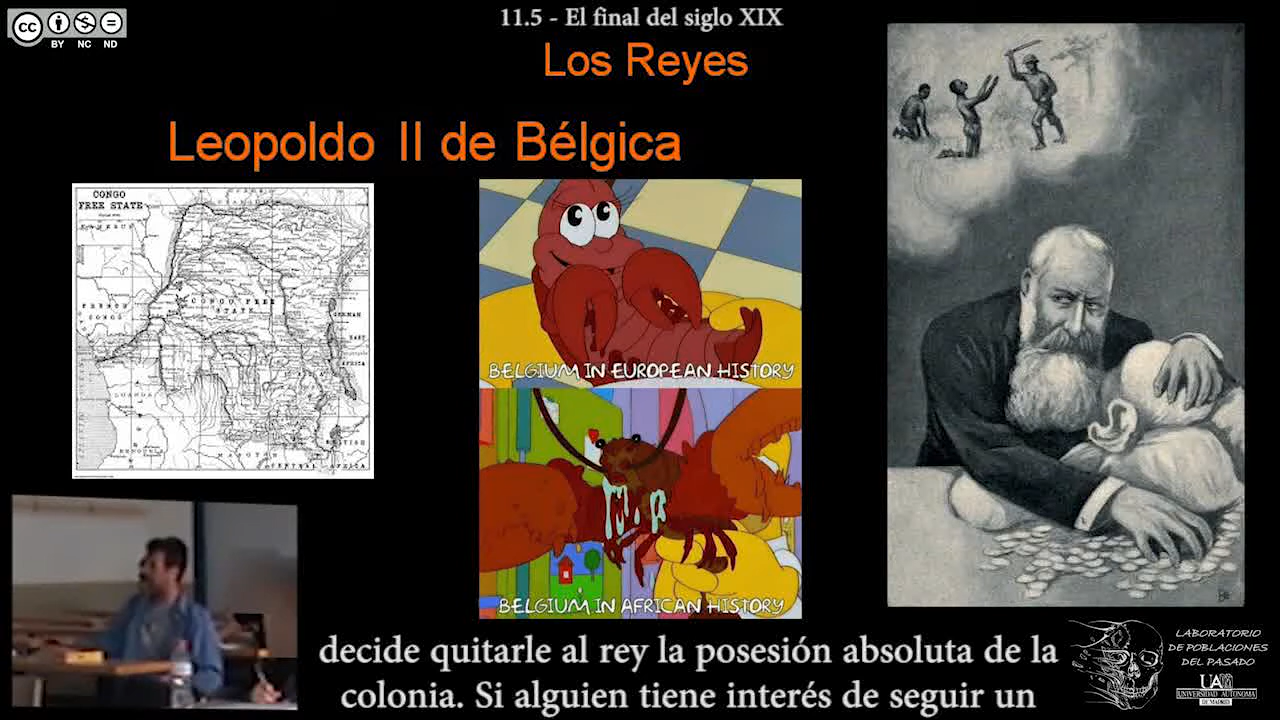 11.5 - El final del siglo XIX
Los Reyes
Leopoldo II de Bélgica
cc
BY NC ND
CONGO
FREE STATE
FRENCH
CONGO
CONGO FREE
STATE
GERMAN
EAST
AFRICA
CENTRAL AFRICA
BELGIUM IN EUROPEAN HISTORY
BELGIUM IN AFRICAN HISTORY
decide quitarle al rey la posesión absoluta de la
colonia. Si alguien tiene interés de seguir un
LABORATORIO
DE POBLACIONES
DEL PASADO
UAM
UNIVERSIDAD AUTONOMA
DE MADRID